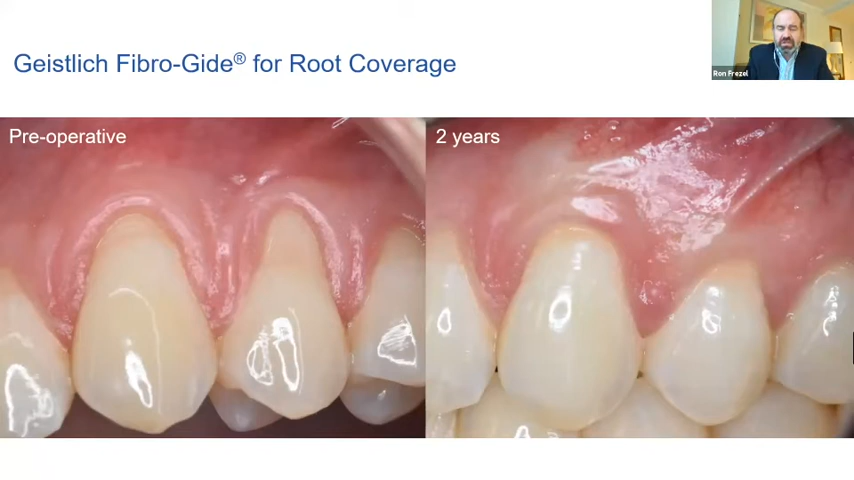 Geistlich Fibro-Gide® for Root Coverage
Ron Frezel
Pre-operative
2 years